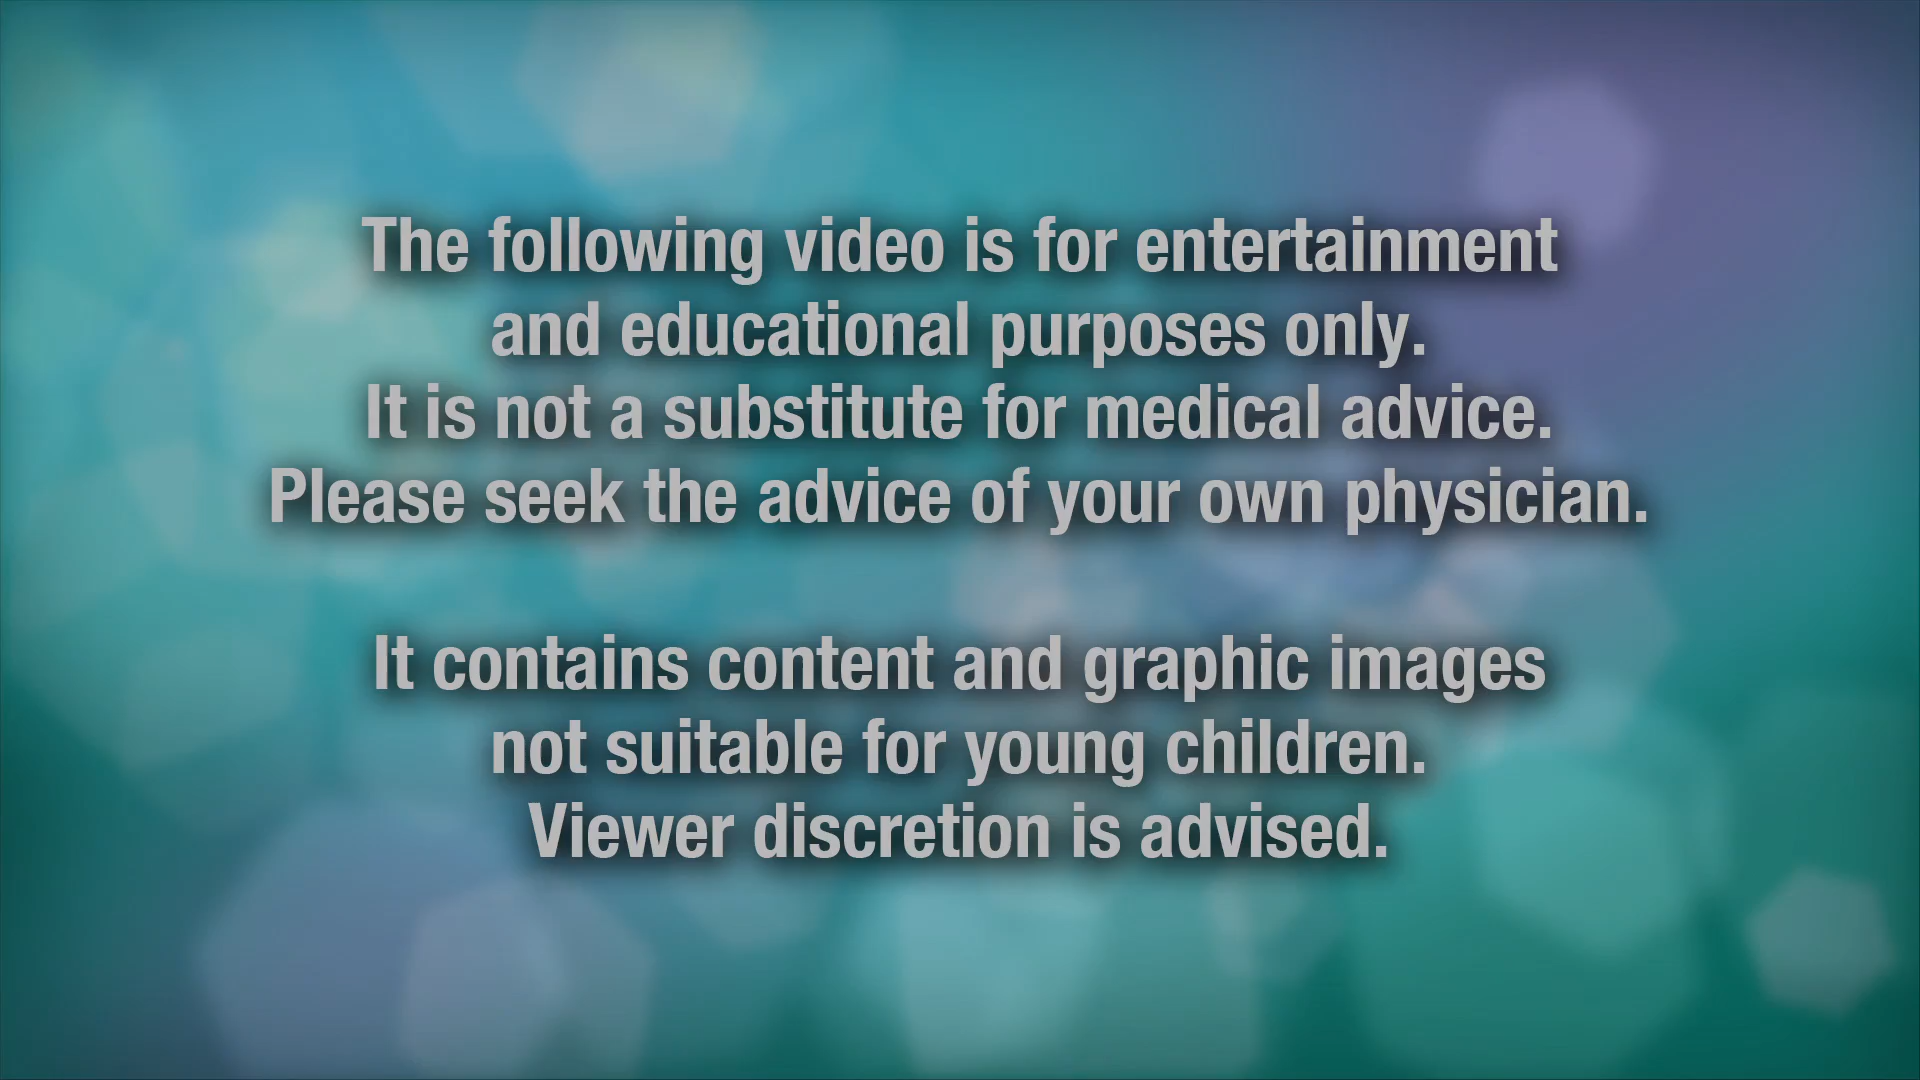 The following video is for entertainment
and educational purposes only.
It is not a substitute for medical advice.
Please seek the advice of your own physician.
It contains content and graphic images
not suitable for young children.
Viewer discretion is advised.